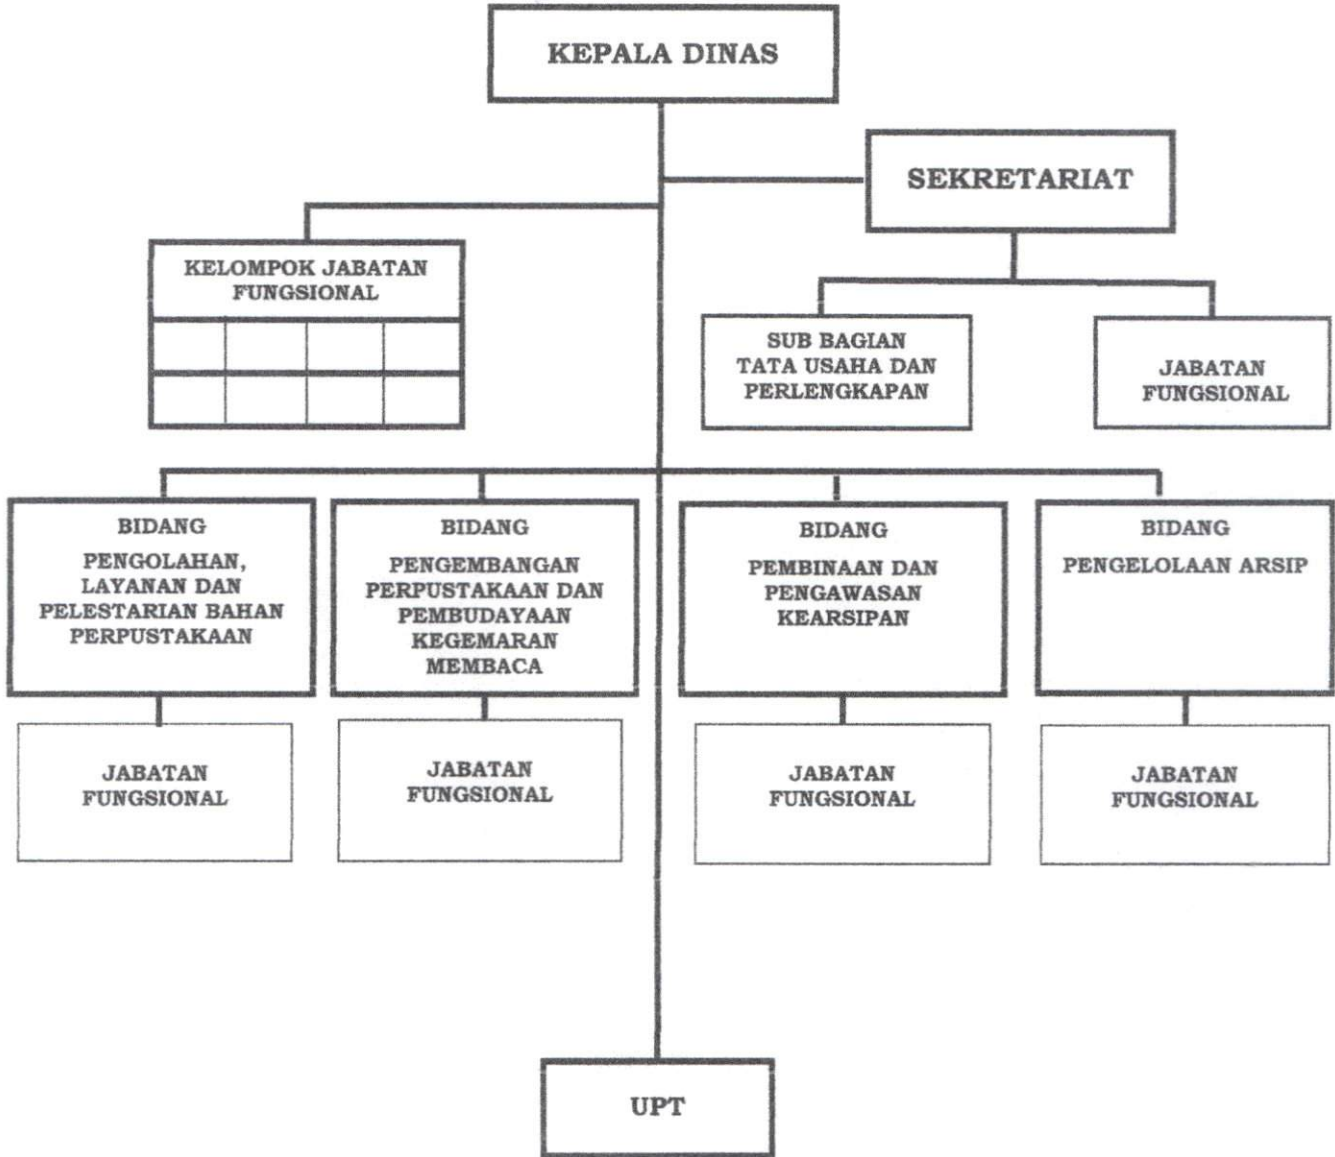 KEPALA DINAS
SEKRETARIAT
KELOMPOK JABATAN
FUNGSIONAL
SUB BAGIAN
TATA USAHA DAN
PERLENGKAPAN
JABATAN
FUNGSIONAL
BIDANG
PENGOLAHAN,
LAYANAN DAN
PELESTARIAN BAHAN
PERPUSTAKAAN
BIDANG
PENGEMBANGAN
PERPUSTAKAAN DAN
PEMBUDAYAAN
KEGEMARAN
MEMBACA
BIDANG
PEMBINAAN DAN
PENGAWASAN
KEARSIPAN
BIDANG
PENGELOLAAN ARSIP
JABATAN
FUNGSIONAL
JABATAN
FUNGSIONAL
JABATAN
FUNGSIONAL
JABATAN
FUNGSIONAL
UPT